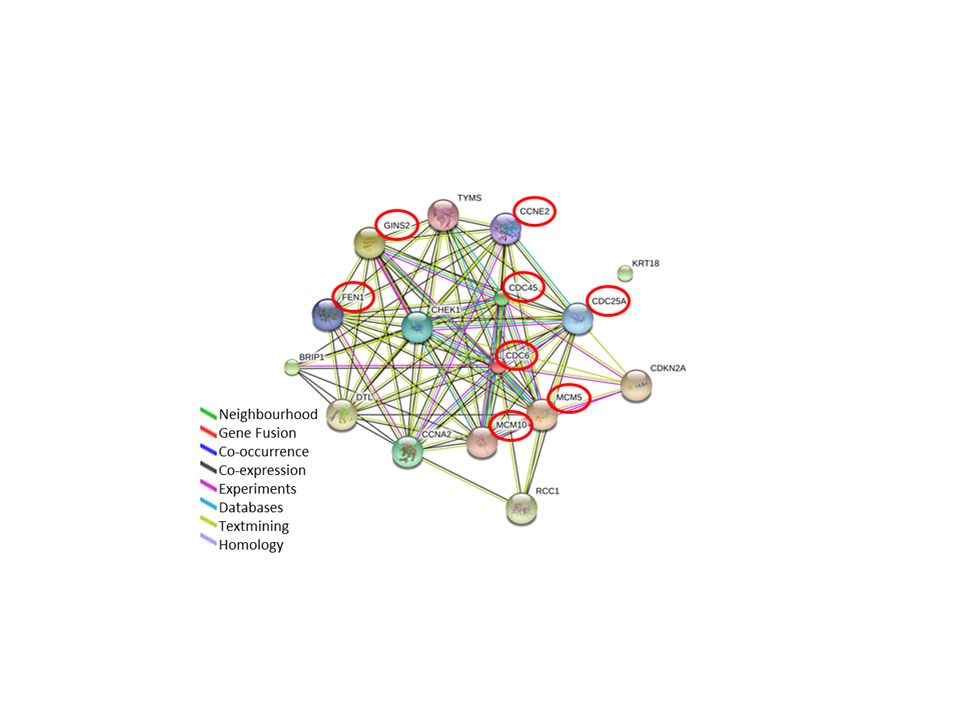 TYMS
CCNE2
GINS2
KRT18
CDC45
CDC25A
FEN1
CHEK1
CDC6
BRIP1
CDKN2A
DTL
MCM5
MCM10
CCNA2
RCC1
Neighbourhood
Gene Fusion
Co-occurrence
Co-expression
Experiments
Databases
Textmining
Homology